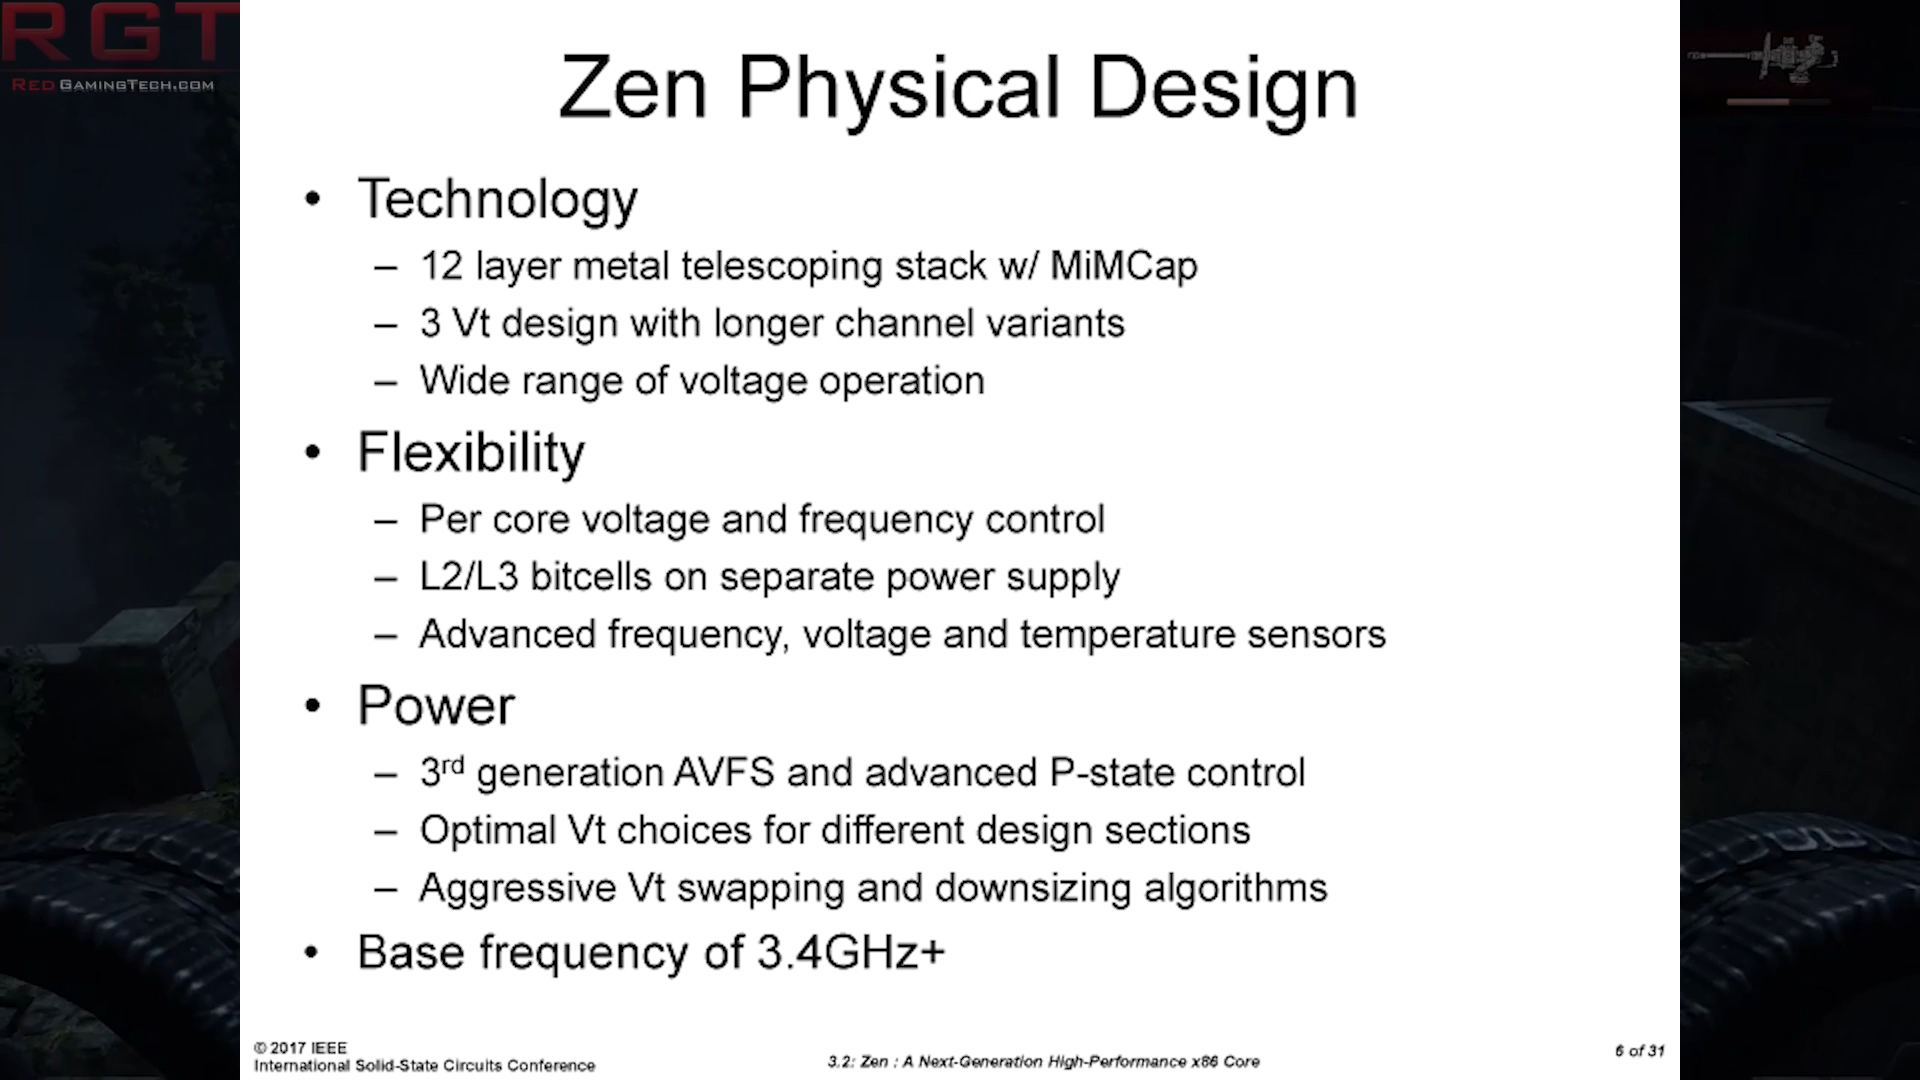 RGT
RedGamingTech.com
Zen Physical Design
• Technology
– 12 layer metal telescoping stack w/ MiMCap
– 3 Vt design with longer channel variants
– Wide range of voltage operation
• Flexibility
– Per core voltage and frequency control
– L2/L3 bitcells on separate power supply
– Advanced frequency, voltage and temperature sensors
• Power
– 3rd generation AVFS and advanced P-state control
– Optimal Vt choices for different design sections
– Aggressive Vt swapping and downsizing algorithms
• Base frequency of 3.4GHz+
© 2017 IEEE
International Solid-State Circuits Conference
3.2: Zen : A Next-Generation High-Performance x86 Core
6 of 31